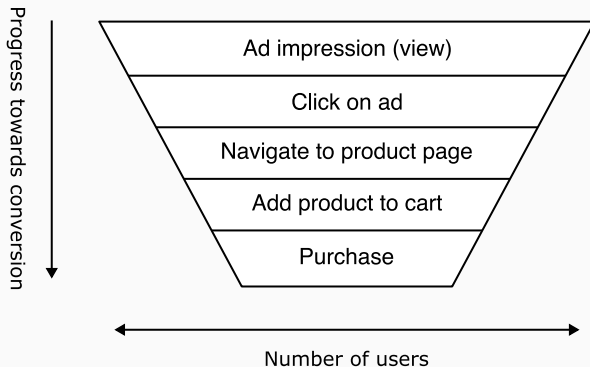 Progress towards conversion
Ad impression (view)
Click on ad
Navigate to product page
Add product to cart
Purchase
Number of users